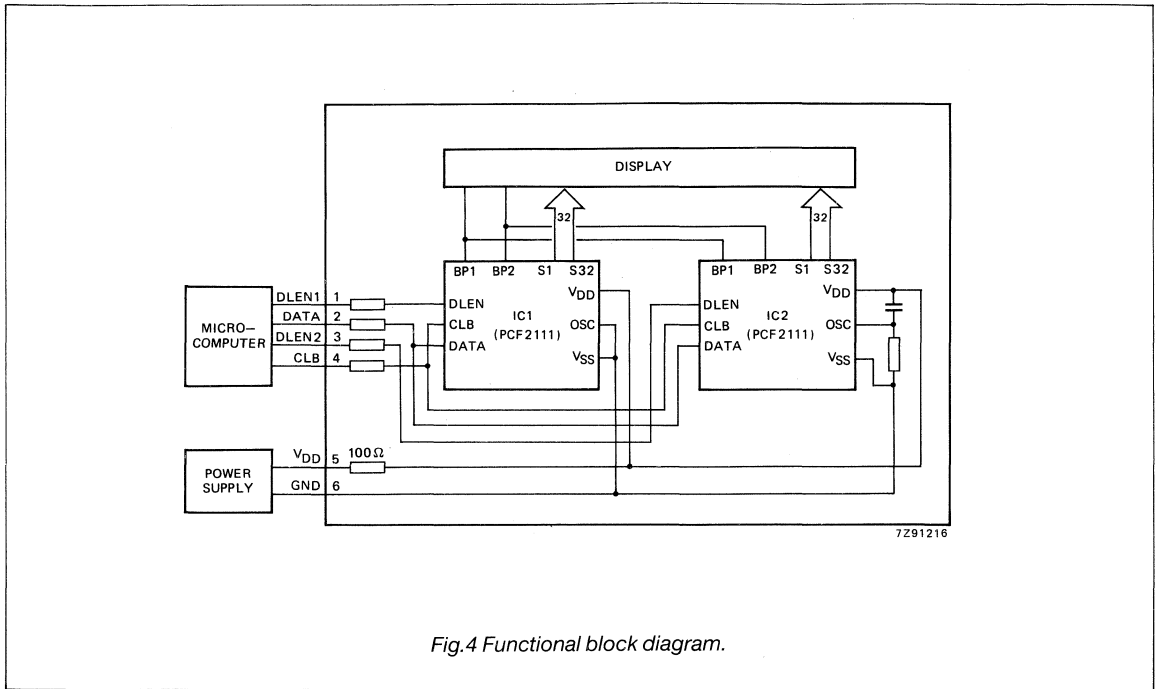 DISPLAY
32
32
BP1 BP2 S1 S32
BP1 BP2 S1 S32
MICRO-
COMPUTER
DLEN1 1
DATA 2
DLEN2 3
CLB 4
DLEN
CLB
DATA
IC1
(PCF2111)
VDD
OSC
VSS
DLEN
CLB
DATA
IC2
(PCF2111)
VDD
OSC
VSS
POWER
SUPPLY
VDD 5 100Ω
GND 6
7Z91216
Fig.4 Functional block diagram.